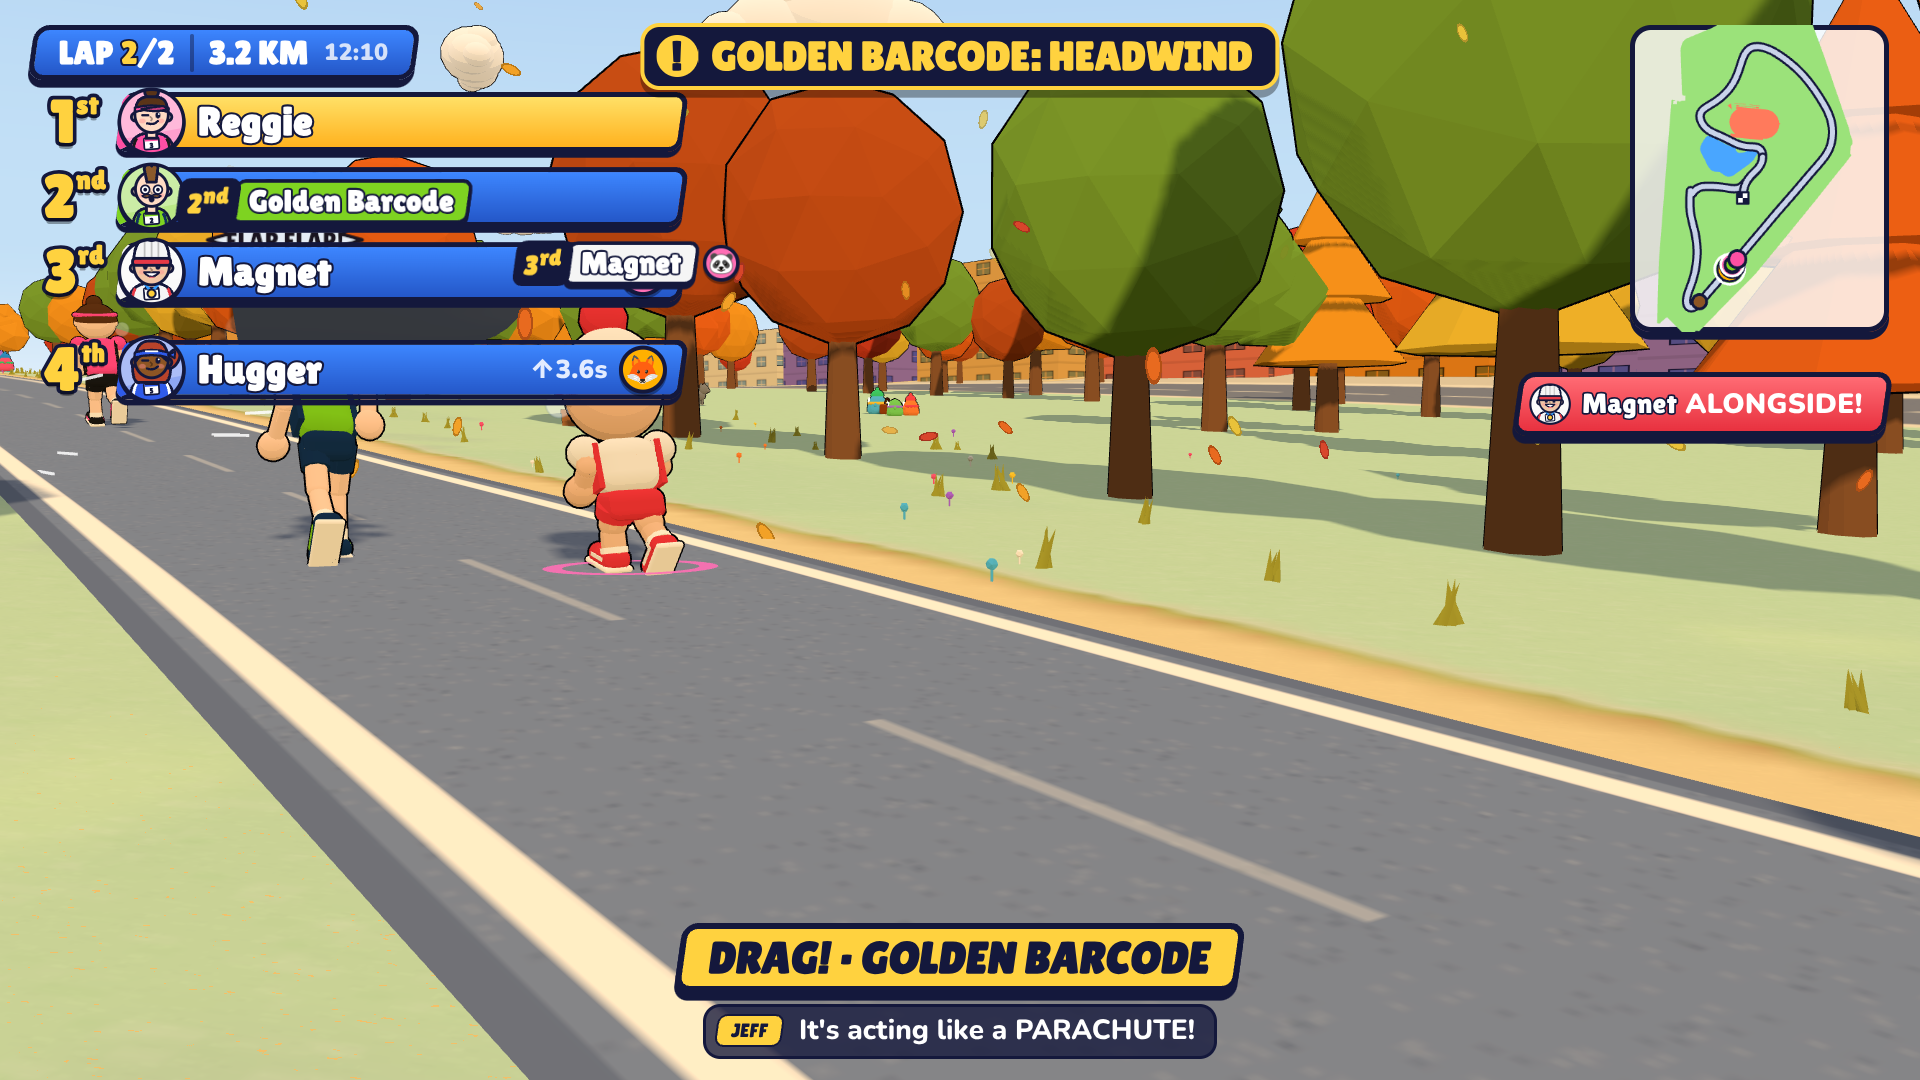 LAP 2/2 3.2 KM 12:10
! GOLDEN BARCODE: HEADWIND
1st Reggie
2nd 2nd Golden Barcode
3rd Magnet 3rd Magnet
4th Hugger ↑3.6s
Magnet ALONGSIDE!
DRAG! · GOLDEN BARCODE
JEFF It's acting like a PARACHUTE!